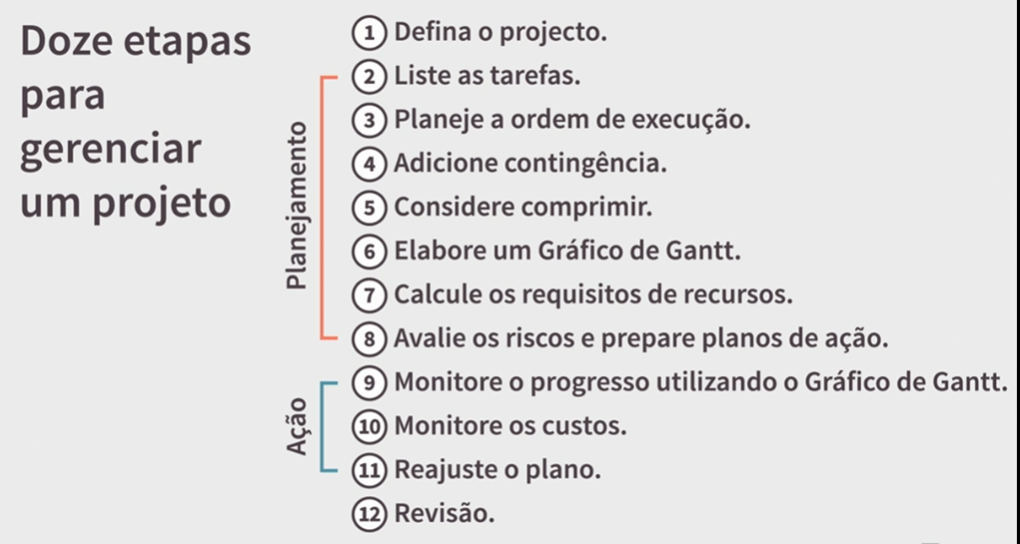 Doze etapas
para
gerenciar
um projeto
Planejamento
Ação
1 Defina o projecto.
2 Liste as tarefas.
3 Planeje a ordem de execução.
4 Adicione contingência.
5 Considere comprimir.
6 Elabore um Gráfico de Gantt.
7 Calcule os requisitos de recursos.
8 Avalie os riscos e prepare planos de ação.
9 Monitore o progresso utilizando o Gráfico de Gantt.
10 Monitore os custos.
11 Reajuste o plano.
12 Revisão.